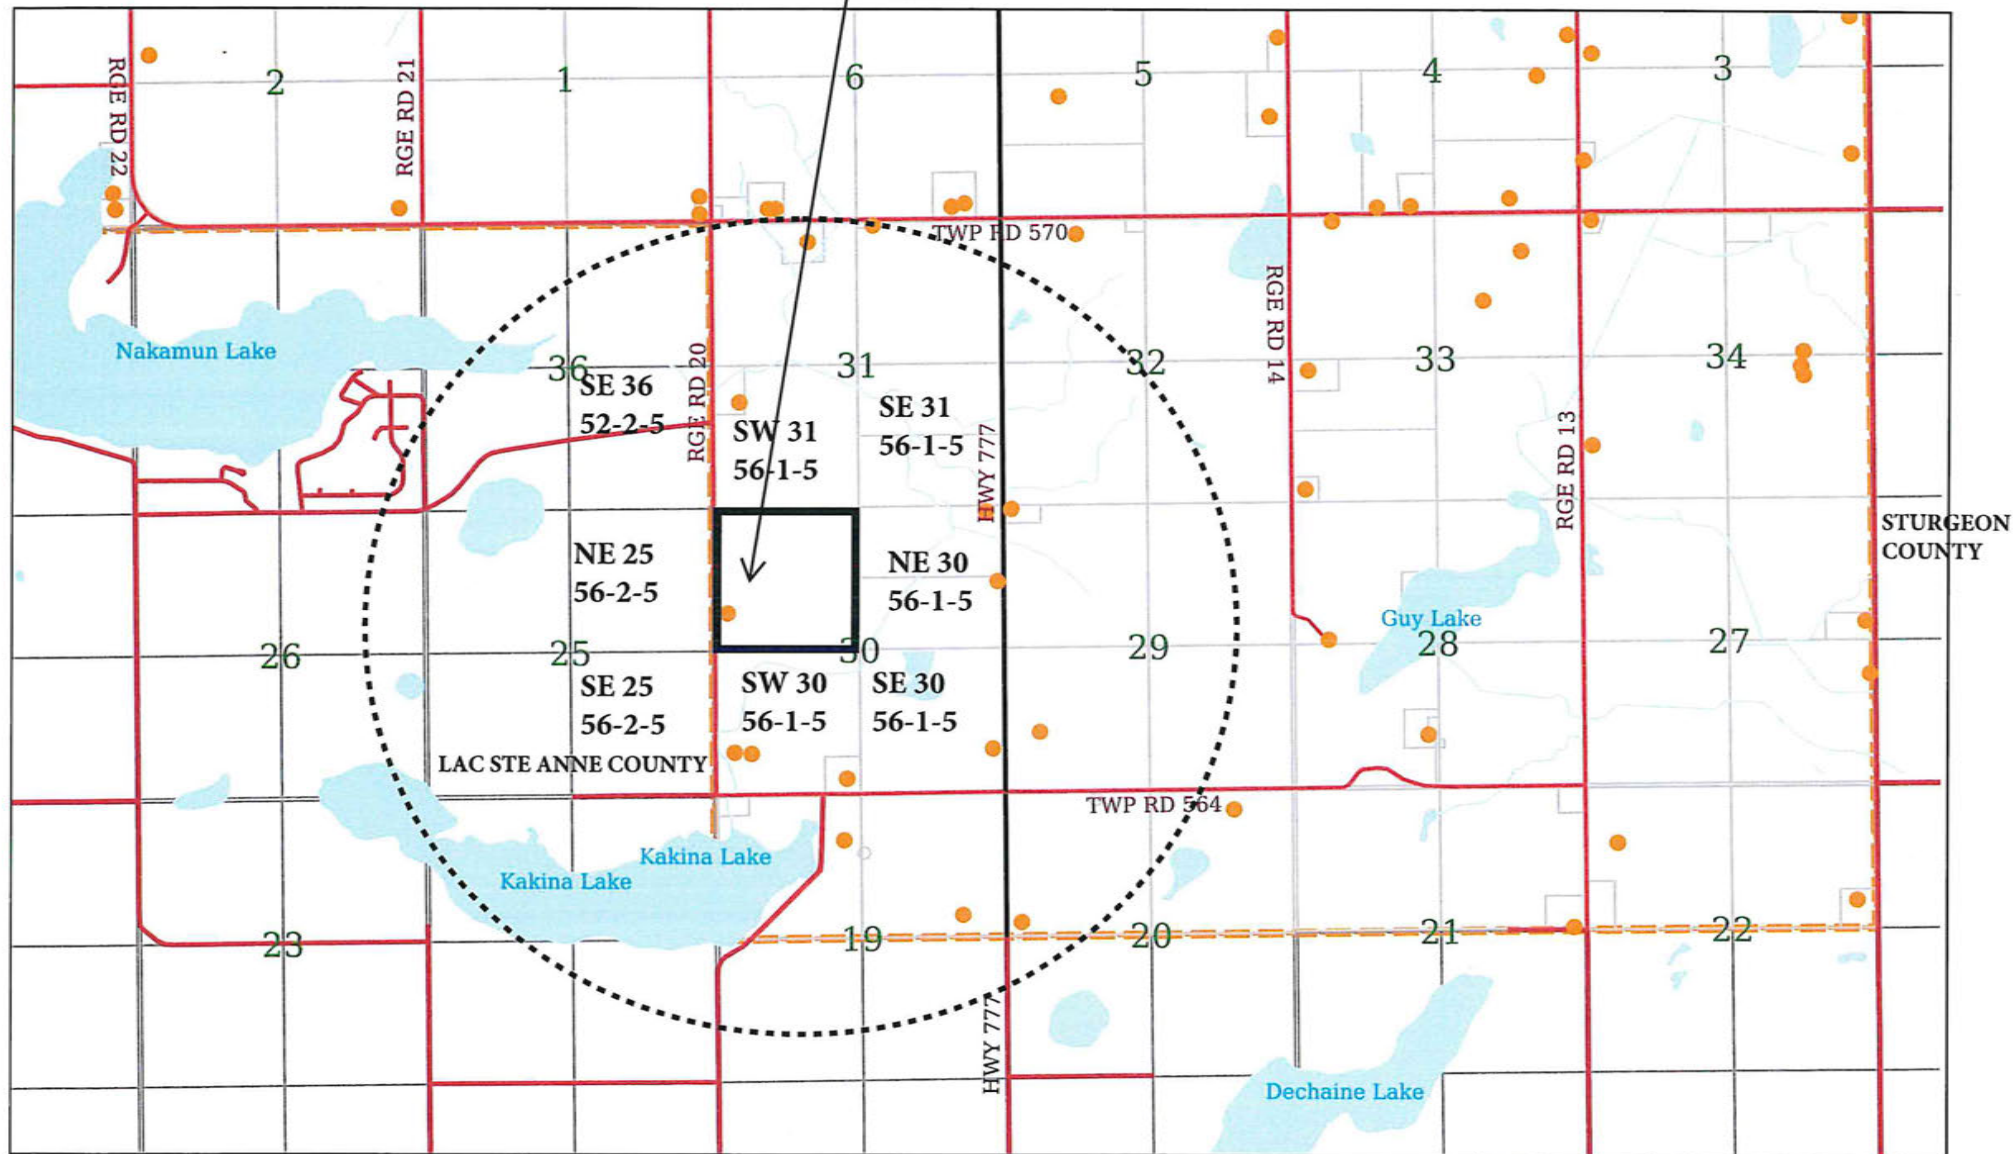 2
1
6
5
4
3
RGE RD 22
RGE RD 21
TWP RD 570
RGE RD 14
Nakamun Lake
36
31
32
33
34
SE 36
52-2-5
RGE RD 20
SW 31
56-1-5
SE 31
56-1-5
HWY 777
RGE RD 13
STURGEON
COUNTY
NE 25
56-2-5
NE 30
56-1-5
Guy Lake
26
25
30
29
28
27
SE 25
56-2-5
SW 30
56-1-5
SE 30
56-1-5
LAC STE ANNE COUNTY
TWP RD 564
Kakina Lake
Kakina Lake
23
19
20
21
22
HWY 777
Dechaine Lake